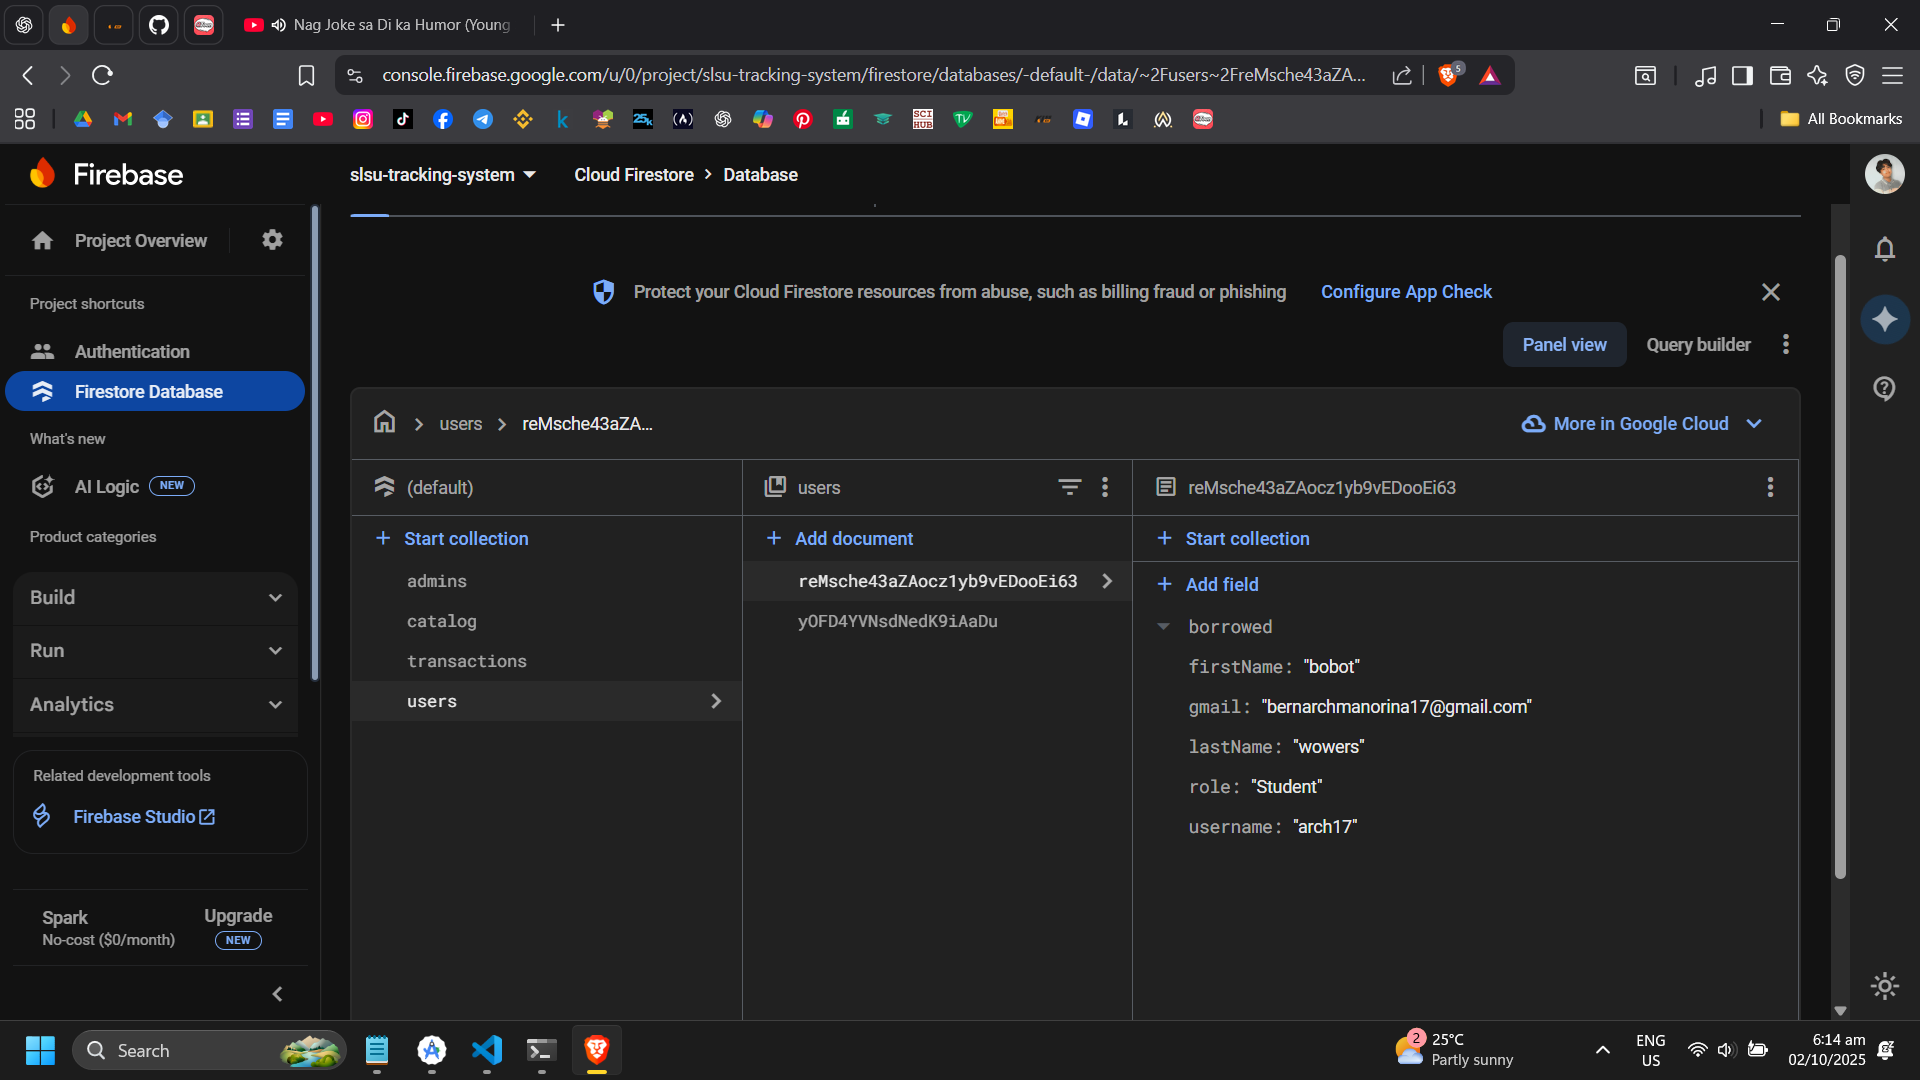 Nag Joke sa Di ka Humor (Young
console.firebase.google.com/u/0/project/slsu-tracking-system/firestore/databases/-default-/data/~2Fusers~2FreMsche43aZA...
5
25k
SCI HUB
All Bookmarks
Firebase
slsu-tracking-system
Cloud Firestore
Database
Project Overview
Project shortcuts
Authentication
Firestore Database
What's new
AI Logic
NEW
Product categories
Build
Run
Analytics
Related development tools
Firebase Studio
Spark
No-cost ($0/month)
Upgrade
NEW
Protect your Cloud Firestore resources from abuse, such as billing fraud or phishing
Configure App Check
Panel view
Query builder
users
reMsche43aZA...
More in Google Cloud
(default)
Start collection
admins
catalog
transactions
users
users
Add document
reMsche43aZAocz1yb9vEDooEi63
yOFD4YVNsdNedK9iAaDu
reMsche43aZAocz1yb9vEDooEi63
Start collection
Add field
borrowed
firstName: "bobot"
gmail: "bernarchmanorina17@gmail.com"
lastName: "wowers"
role: "Student"
username: "arch17"
Search
2
25°C
Partly sunny
ENG
US
6:14 am
02/10/2025